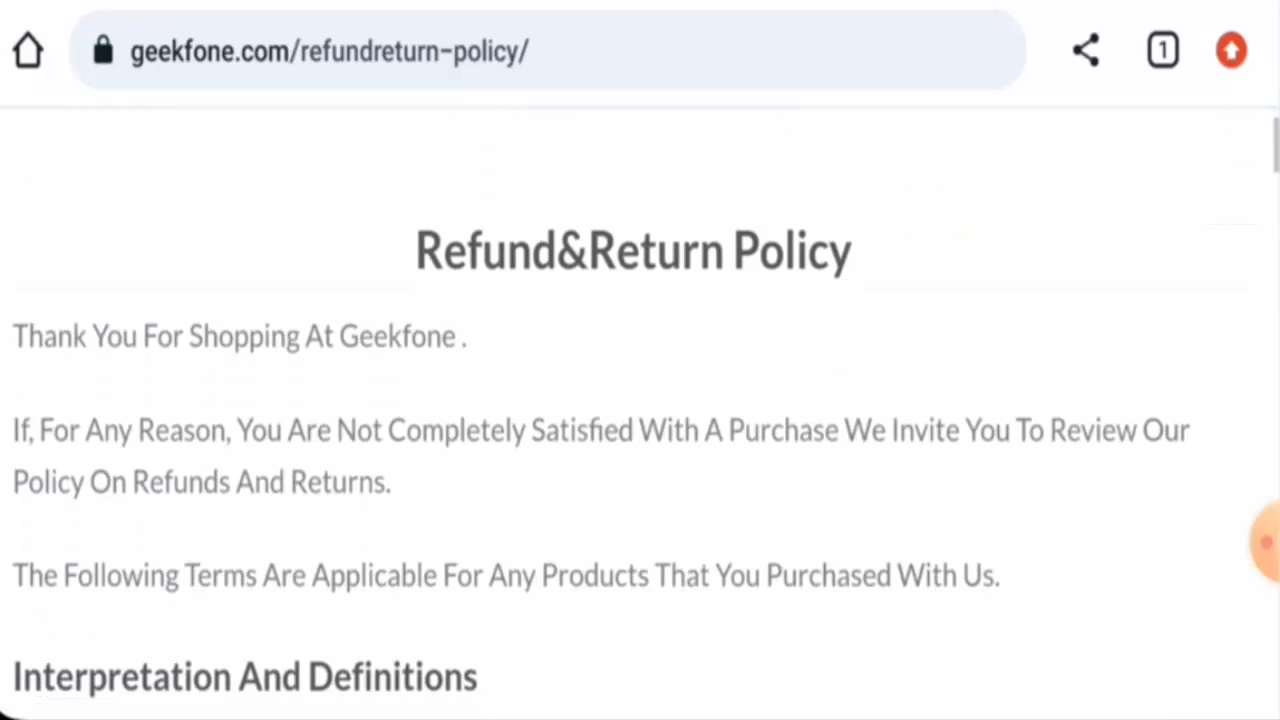 geekfone.com/refundreturn-policy/
1
Refund&Return Policy
Thank You For Shopping At Geekfone .
If, For Any Reason, You Are Not Completely Satisfied With A Purchase We Invite You To Review Our
Policy On Refunds And Returns.
The Following Terms Are Applicable For Any Products That You Purchased With Us.
Interpretation And Definitions